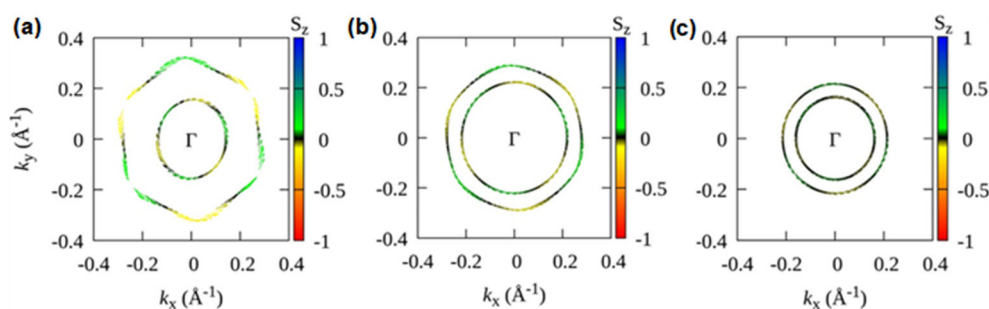 (a) S_z (b) S_z (c) S_z
0.4 1 0.4 1 0.4 1
0.2 0.5 0.2 0.5 0.2 0.5
k_y (Å⁻¹) 0 Γ 0 0 Γ 0 0 Γ 0
-0.2 -0.5 -0.2 -0.5 -0.2 -0.5
-0.4 -1 -0.4 -1 -0.4 -1
-0.4 -0.2 0 0.2 0.4 -0.4 -0.2 0 0.2 0.4 -0.4 -0.2 0 0.2 0.4
k_x (Å⁻¹) k_x (Å⁻¹) k_x (Å⁻¹)